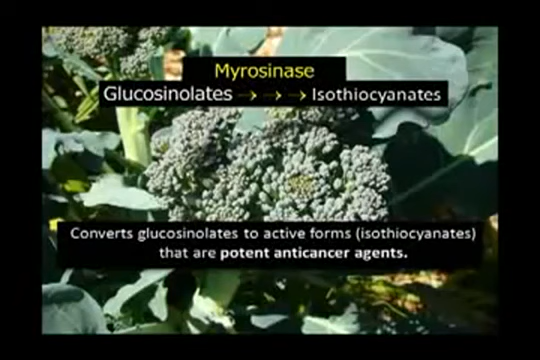 Myrosinase
Glucosinolates → → → Isothiocyanates
Converts glucosinolates to active forms (isothiocyanates)
that are potent anticancer agents.